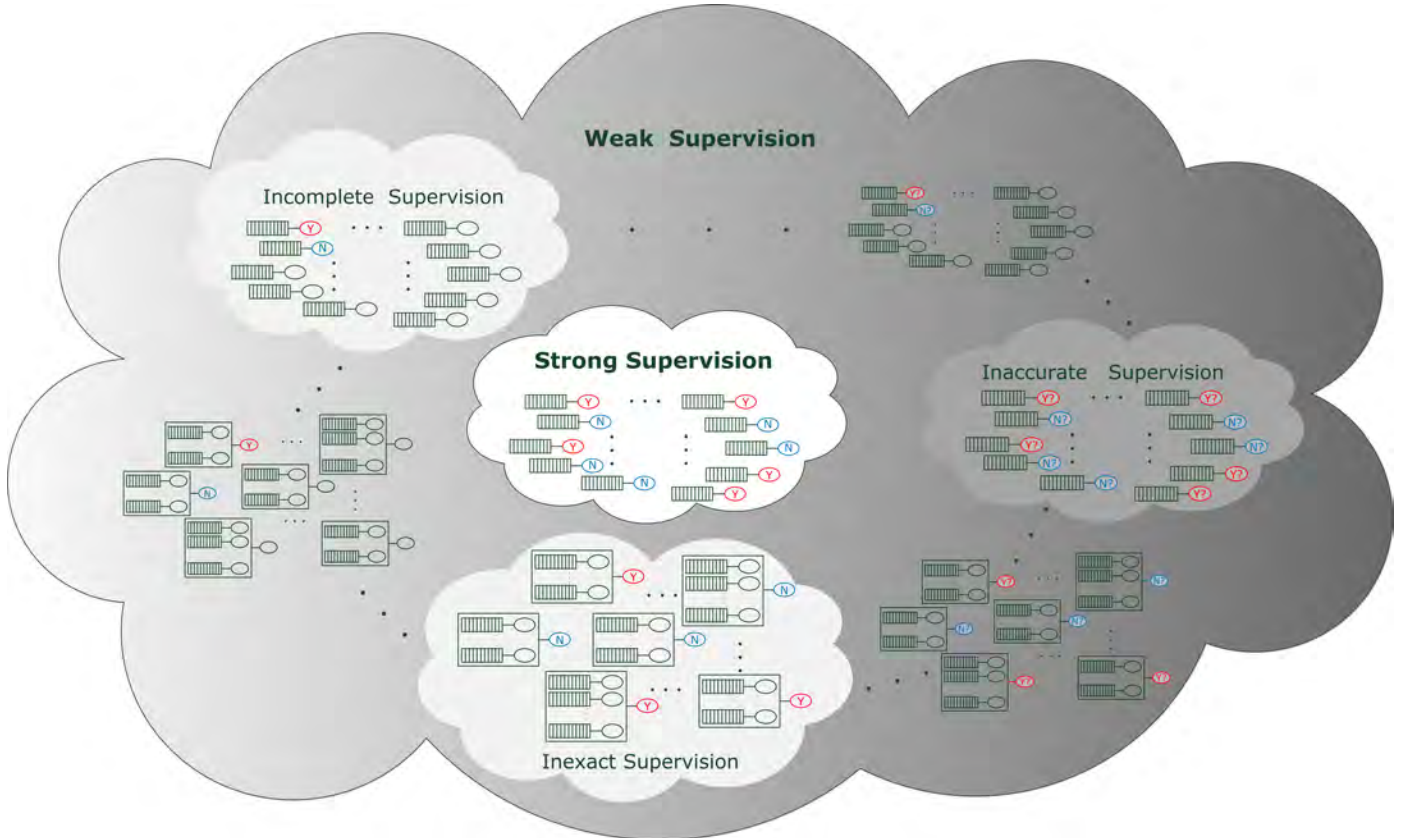 Weak Supervision
Incomplete Supervision
Y
N
Y?
N?
Strong Supervision
Y Y
N N
Y N
N Y
N Y
Inaccurate Supervision
Y? Y?
N? N?
Y? N?
N? Y?
N? Y?
Y
N
Y N
N N
Y Y
Inexact Supervision
Y? N?
N? N?
Y? Y?